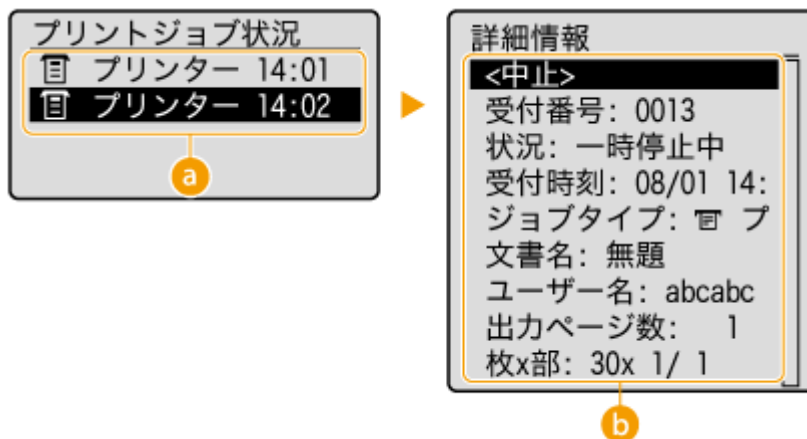 プリントジョブ状況
プリンター 14:01
プリンター 14:02
a
詳細情報
<中止>
受付番号: 0013
状況: 一時停止中
受付時刻: 08/01 14:
ジョブタイプ: プ
文書名: 無題
ユーザー名: abcabc
出力ページ数: 1
枚x部: 30x 1/ 1
b